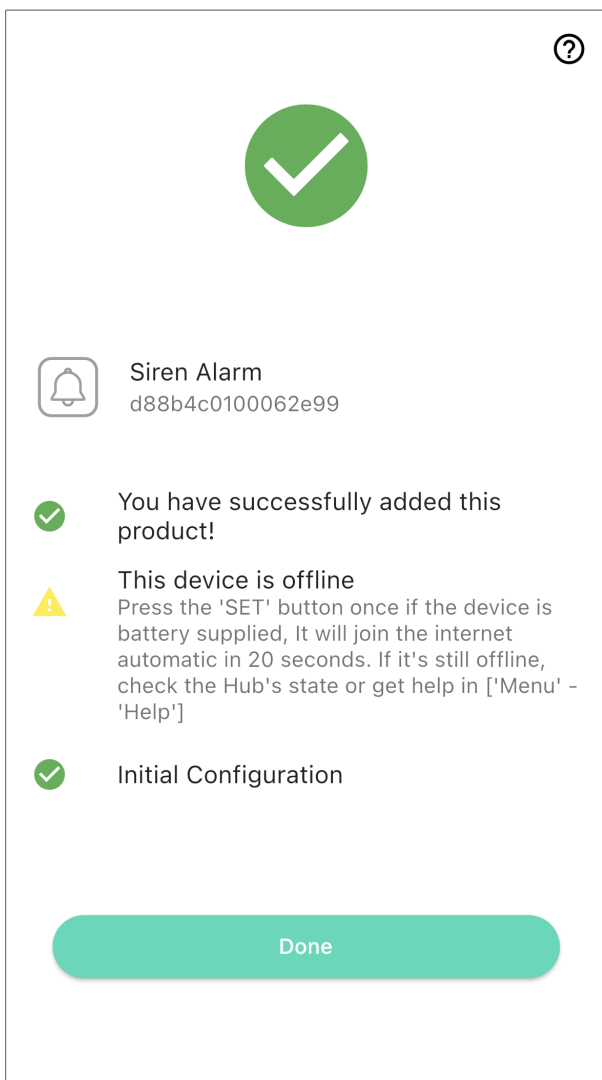 Siren Alarm
d88b4c0100062e99
You have successfully added this
product!
This device is offline
Press the 'SET' button once if the device is
battery supplied, It will join the internet
automatic in 20 seconds. If it's still offline,
check the Hub's state or get help in ['Menu' -
'Help']
Initial Configuration
Done